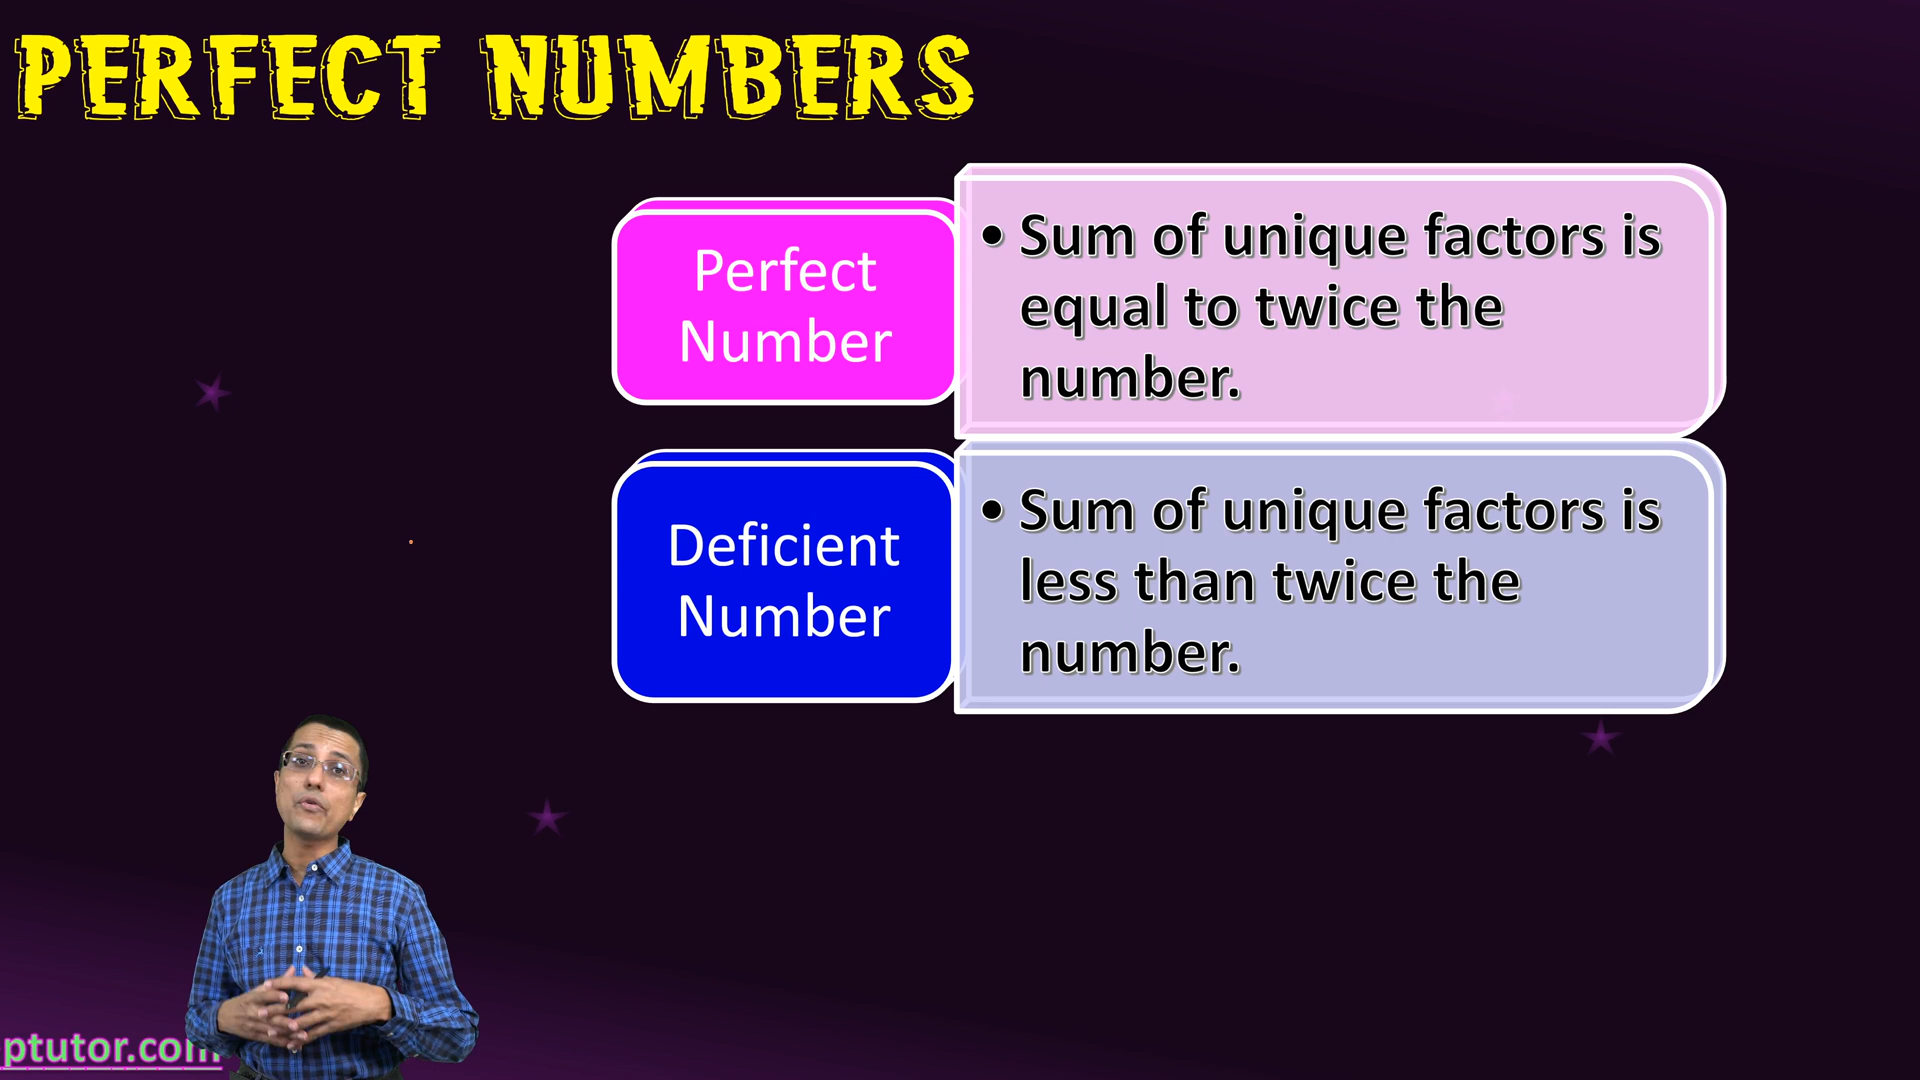 PERFECT NUMBERS
Perfect
Number
• Sum of unique factors is
equal to twice the
number.
Deficient
Number
• Sum of unique factors is
less than twice the
number.
ptutor.com